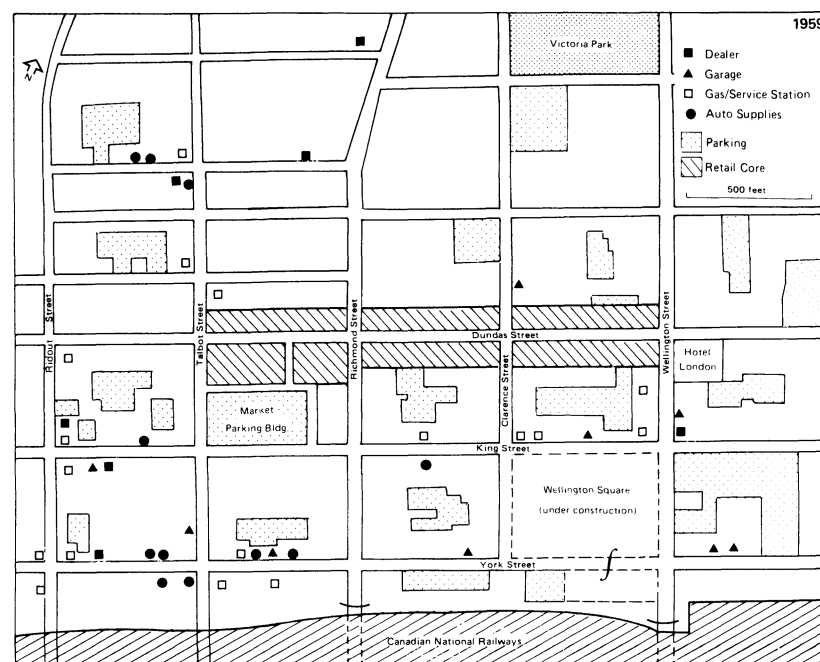 1959
Victoria Park
Dealer
Garage
Gas/Service Station
Auto Supplies
Parking
Retail Core
500 feet
N
Ridout Street
Talbot Street
Richmond Street
Clarence Street
Wellington Street
Dundas Street
Hotel
London
Market
Parking Bldg.
King Street
Wellington Square
(under construction)
York Street
Canadian National Railways